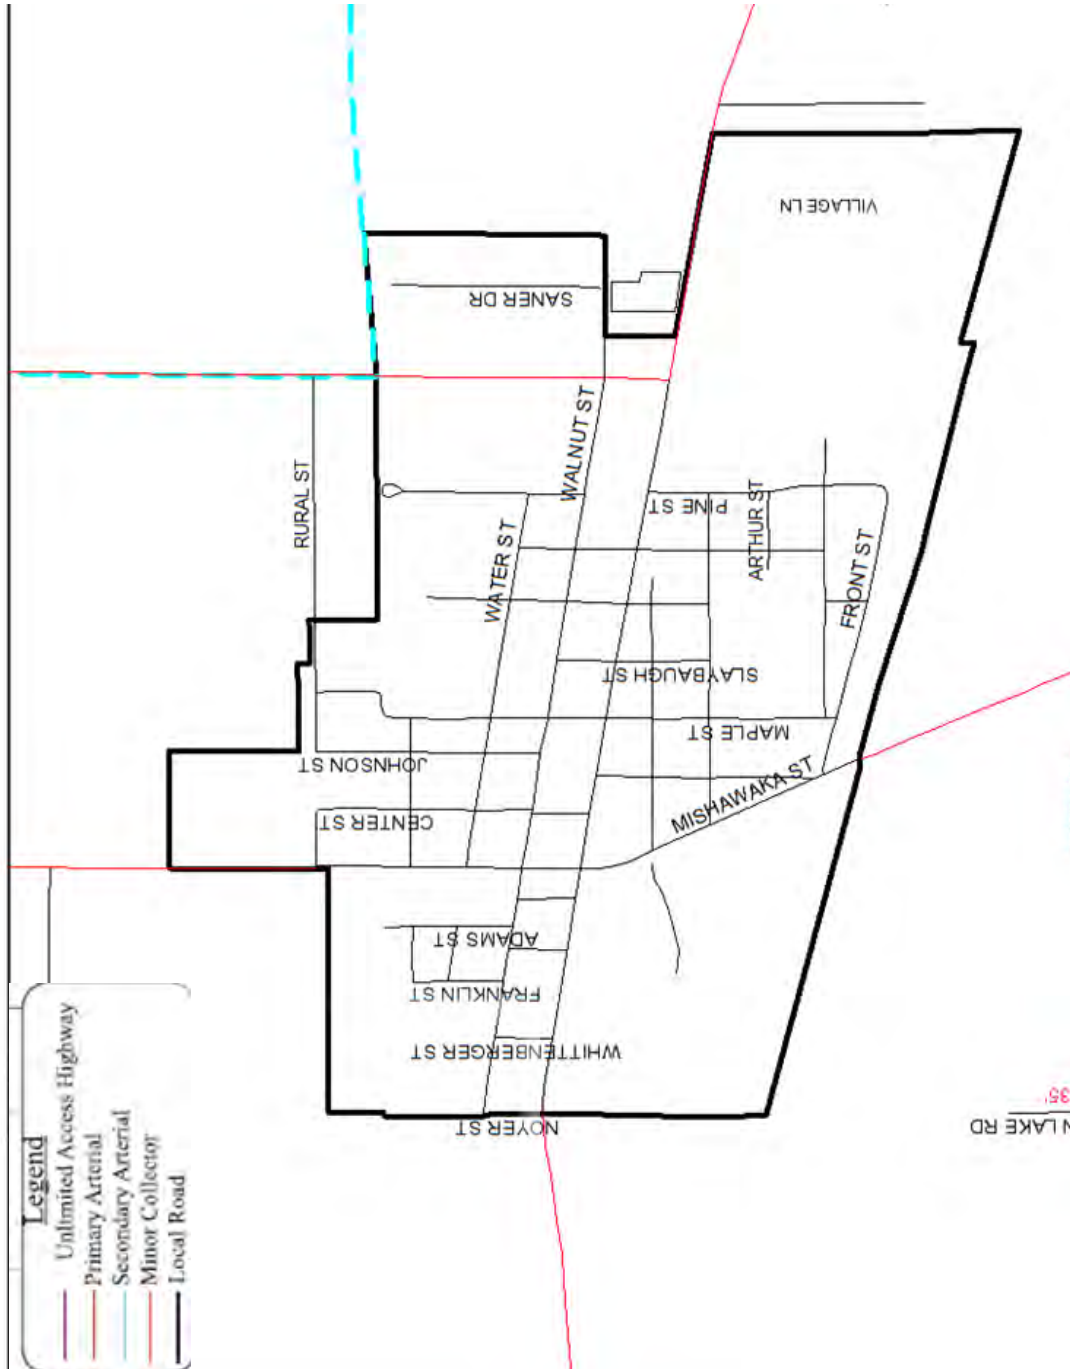 VILLAGE LN
SANER DR
WALNUT ST
RURAL ST
PINE ST
WATER ST
ARTHUR ST
FRONT ST
SLAYBAUGH ST
MAPLE ST
JOHNSON ST
MISHAWAKA ST
CENTER ST
ADAMS ST
FRANKLIN ST
WHITTENBERGER ST
NOYER ST
35'
N LAKE RD
Legend
Unlimited Access Highway
Primary Arterial
Secondary Arterial
Minor Collector
Local Road